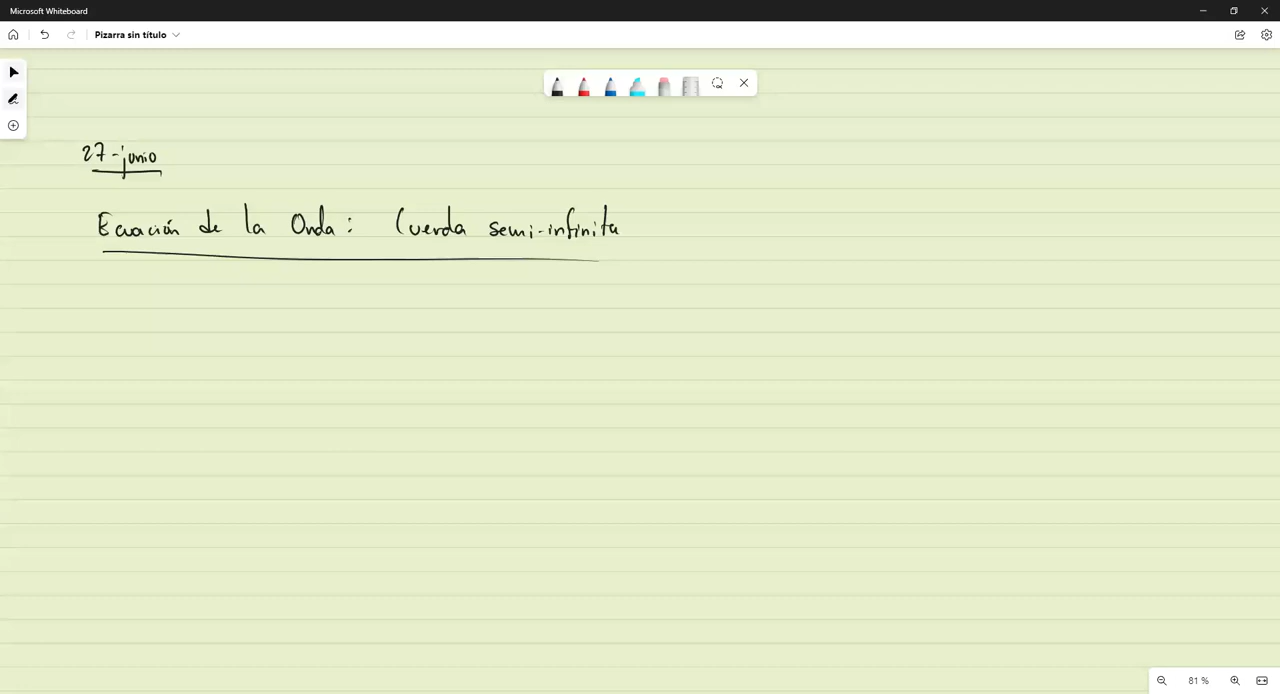 Microsoft Whiteboard
Pizarra sin título
27-junio
Ecuación de la Onda: Cuerda semi-infinita
81 %